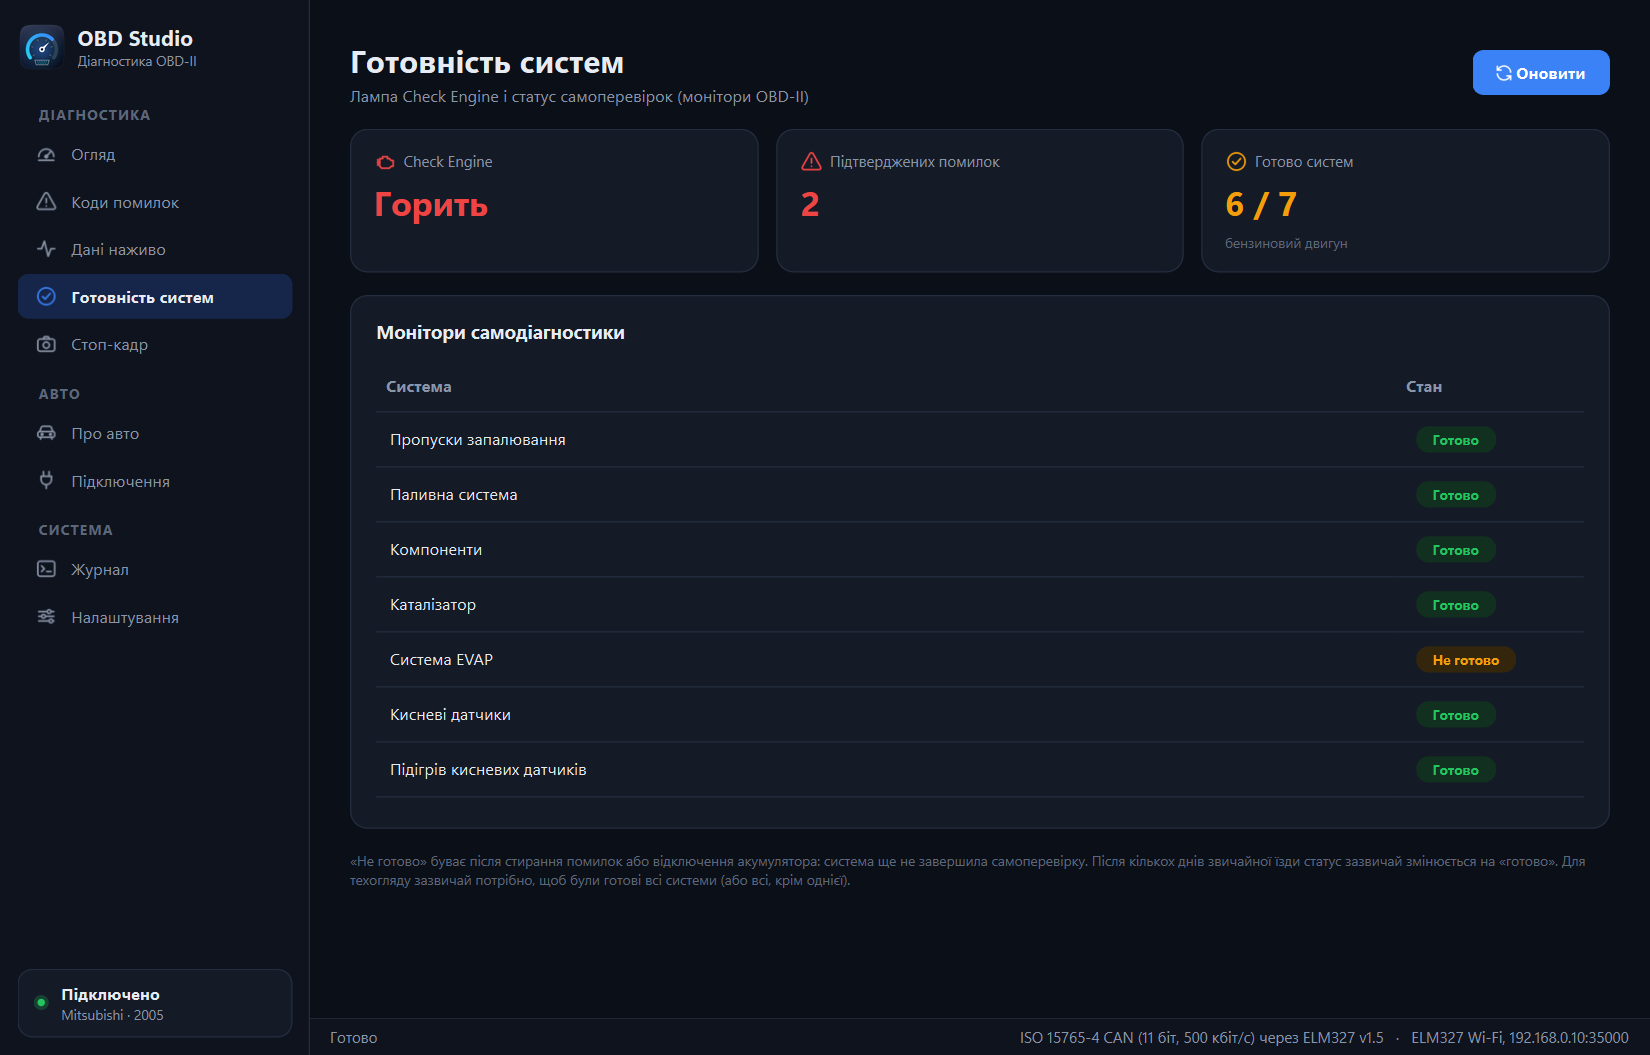 OBD Studio
Діагностика OBD-II
ДІАГНОСТИКА
Огляд
Коди помилок
Дані наживо
Готовність систем
Стоп-кадр
АВТО
Про авто
Підключення
СИСТЕМА
Журнал
Налаштування
Підключено
Mitsubishi · 2005
Готовність систем
Лампа Check Engine і статус самоперевірок (монітори OBD-II)
Оновити
Check Engine
Горить
Підтверджених помилок
2
Готово систем
6 / 7
бензиновий двигун
Монітори самодіагностики
Система Стан
Пропуски запалювання Готово
Паливна система Готово
Компоненти Готово
Каталізатор Готово
Система EVAP Не готово
Кисневі датчики Готово
Підігрів кисневих датчиків Готово
«Не готово» буває після стирання помилок або відключення акумулятора: система ще не завершила самоперевірку. Після кількох днів звичайної їзди статус зазвичай змінюється на «готово». Для
техогляду зазвичай потрібно, щоб були готові всі системи (або всі, крім однієї).
Готово
ISO 15765-4 CAN (11 біт, 500 кбіт/с) через ELM327 v1.5 · ELM327 Wi-Fi, 192.168.0.10:35000